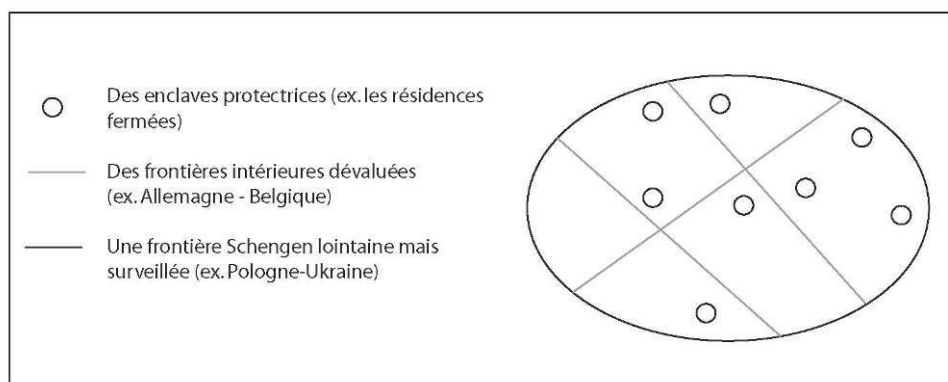 Des enclaves protectrices (ex. les résidences
fermées)
Des frontières intérieures dévaluées
(ex. Allemagne - Belgique)
Une frontière Schengen lointaine mais
surveillée (ex. Pologne-Ukraine)